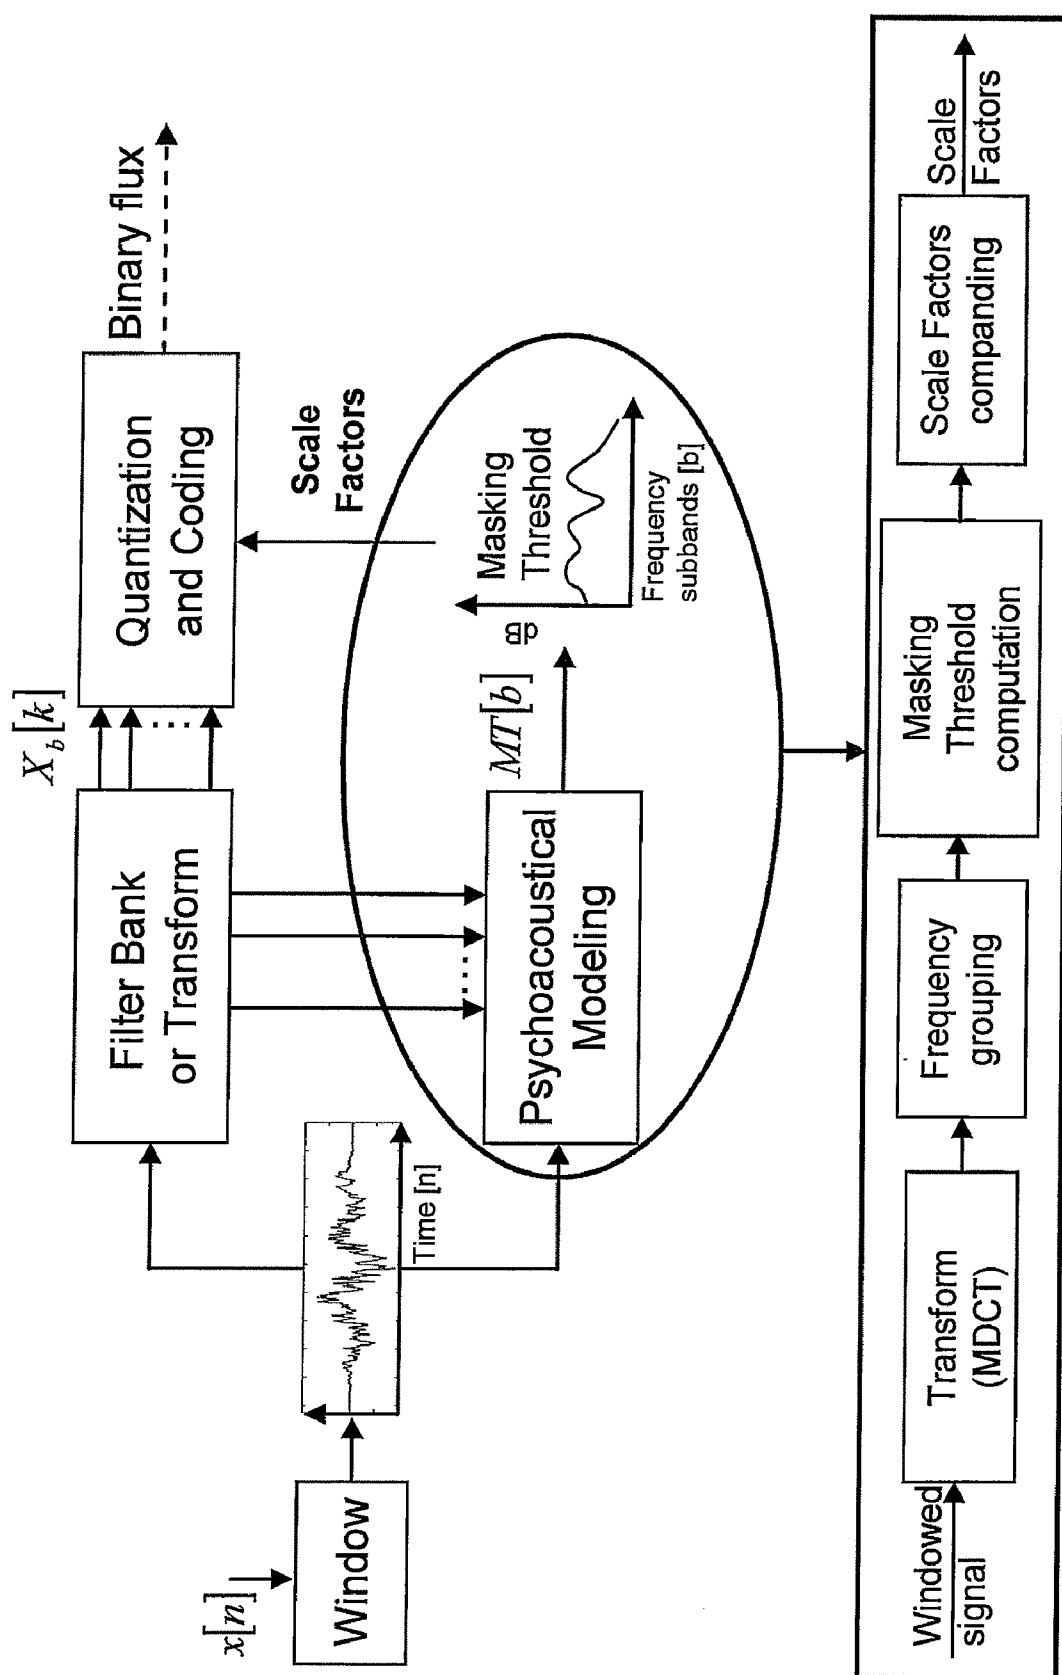 x[n]
Window
Time [n]
Filter Bank
or Transform
X_b[k]
...
Quantization
and Coding
Binary flux
....
Psychoacoustical
Modeling
MT[b]
dB
Masking
Threshold
Frequency
subbands [b]
Scale
Factors
Windowed
signal
Transform
(MDCT)
Frequency
grouping
Masking
Threshold
computation
Scale Factors
companding
Scale
Factors